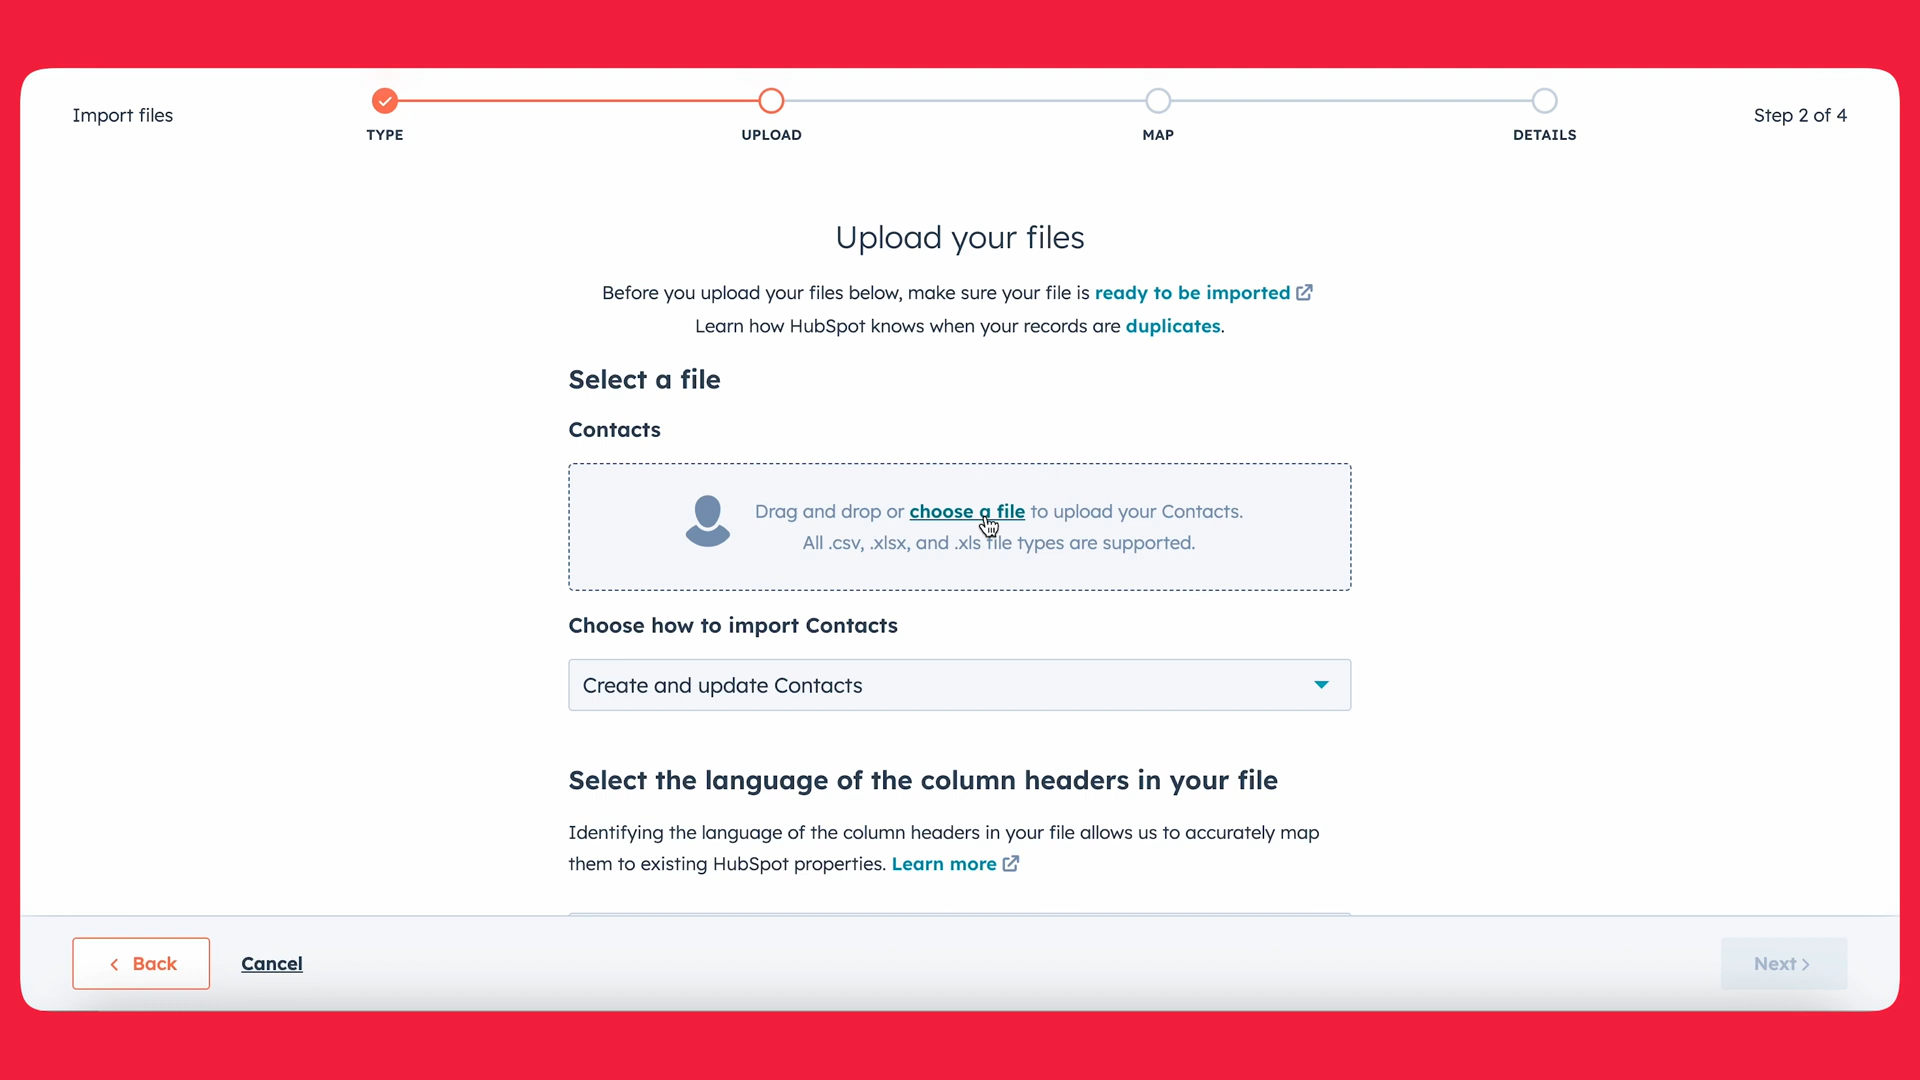 Import files
TYPE
UPLOAD
MAP
DETAILS
Step 2 of 4
Upload your files
Before you upload your files below, make sure your file is ready to be imported
Learn how HubSpot knows when your records are duplicates.
Select a file
Contacts
Drag and drop or choose a file to upload your Contacts.
All .csv, .xlsx, and .xls file types are supported.
Choose how to import Contacts
Create and update Contacts
Select the language of the column headers in your file
Identifying the language of the column headers in your file allows us to accurately map
them to existing HubSpot properties. Learn more
Back
Cancel
Next